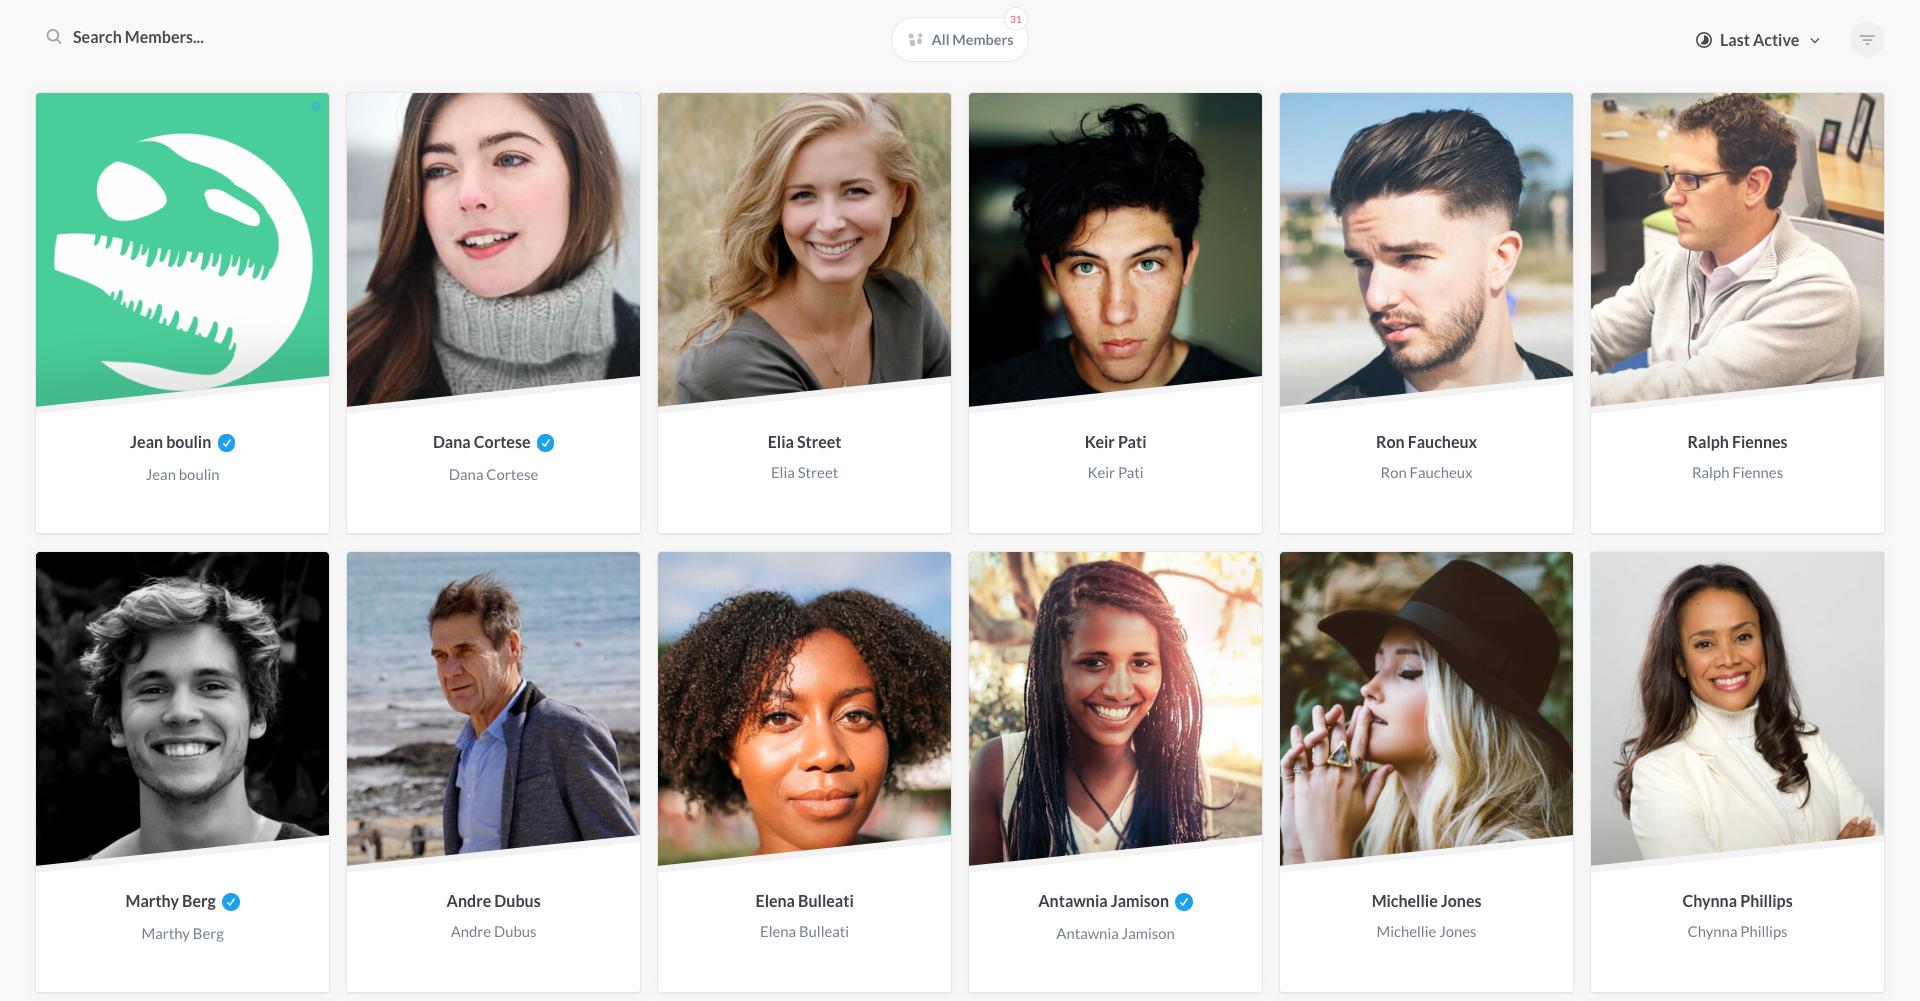 Search Members...
All Members
31
Last Active
Jean boulin
Jean boulin
Dana Cortese
Dana Cortese
Elia Street
Elia Street
Keir Pati
Keir Pati
Ron Faucheux
Ron Faucheux
Ralph Fiennes
Ralph Fiennes
Marthy Berg
Marthy Berg
Andre Dubus
Andre Dubus
Elena Bulleati
Elena Bulleati
Antawnia Jamison
Antawnia Jamison
Michellie Jones
Michellie Jones
Chynna Phillips
Chynna Phillips